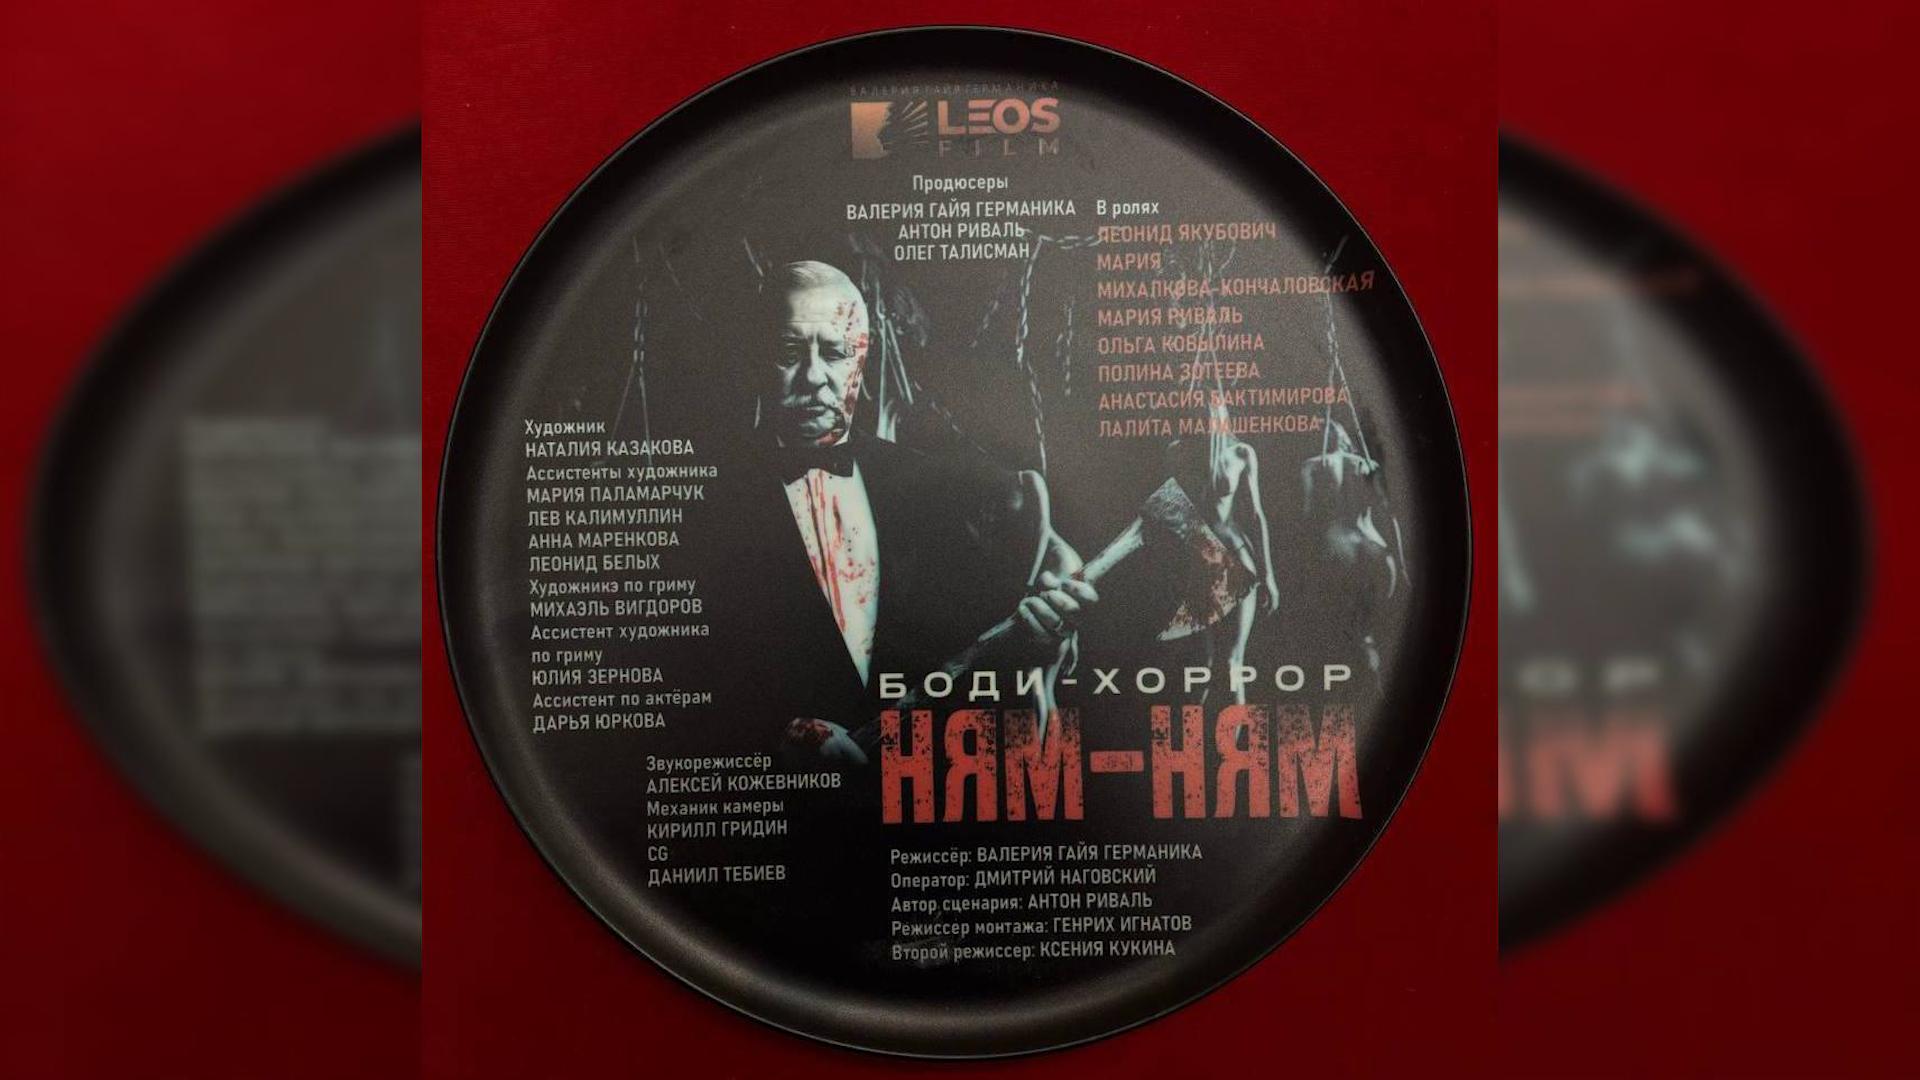 ВАЛЕРИЯ ГАЙЯ ГЕРМАНИКА
LEOS
FILM
Продюсеры
ВАЛЕРИЯ ГАЙЯ ГЕРМАНИКА
АНТОН РИВАЛЬ
ОЛЕГ ТАЛИСМАН
В ролях
ЛЕОНИД ЯКУБОВИЧ
МАРИЯ
МИХАЛКОВА-КОНЧАЛОВСКАЯ
МАРИЯ РИВАЛЬ
ОЛЬГА КОБЫЛИНА
ПОЛИНА ЗОТЕЕВА
АНАСТАСИЯ БАКТИМИРОВА
ЛАЛИТА МАЛАШЕНКОВА
Художник
НАТАЛИЯ КАЗАКОВА
Ассистенты художника
МАРИЯ ПАЛАМАРЧУК
ЛЕВ КАЛИМУЛЛИН
АННА МАРЕНКОВА
ЛЕОНИД БЕЛЫХ
Художникэ по гриму
МИХАЭЛЬ ВИГДОРОВ
Ассистент художника
по гриму
ЮЛИЯ ЗЕРНОВА
Ассистент по актёрам
ДАРЬЯ ЮРКОВА
Звукорежиссёр
АЛЕКСЕЙ КОЖЕВНИКОВ
Механик камеры
КИРИЛЛ ГРИДИН
CG
ДАНИИЛ ТЕБИЕВ
БОДИ-ХОРРОР
НЯМ-НЯМ
Режиссёр: ВАЛЕРИЯ ГАЙЯ ГЕРМАНИКА
Оператор: ДМИТРИЙ НАГОВСКИЙ
Автор сценария: АНТОН РИВАЛЬ
Режиссер монтажа: ГЕНРИХ ИГНАТОВ
Второй режиссер: КСЕНИЯ КУКИНА